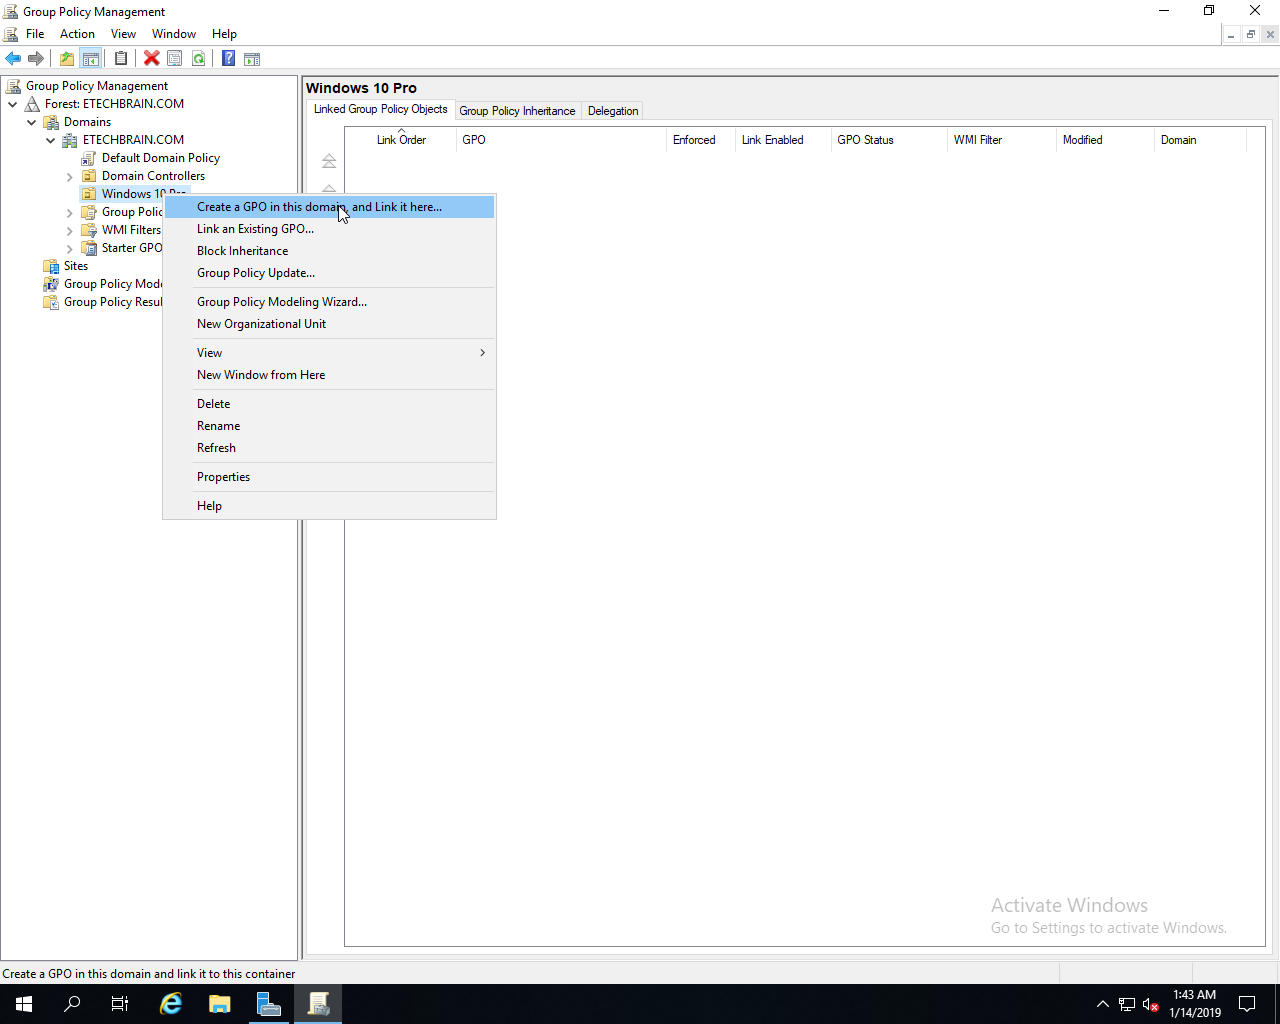 Group Policy Management
File Action View Window Help
Group Policy Management
Forest: ETECHBRAIN.COM
Domains
ETECHBRAIN.COM
Default Domain Policy
Domain Controllers
Windows 10 Pro
Group Polic
WMI Filters
Starter GPO
Sites
Group Policy Mode
Group Policy Resul
Create a GPO in this domain, and Link it here...
Link an Existing GPO...
Block Inheritance
Group Policy Update...
Group Policy Modeling Wizard...
New Organizational Unit
View
New Window from Here
Delete
Rename
Refresh
Properties
Help
Windows 10 Pro
Linked Group Policy Objects Group Policy Inheritance Delegation
Link Order GPO Enforced Link Enabled GPO Status WMI Filter Modified Domain
Activate Windows
Go to Settings to activate Windows.
Create a GPO in this domain and link it to this container
1:43 AM
1/14/2019